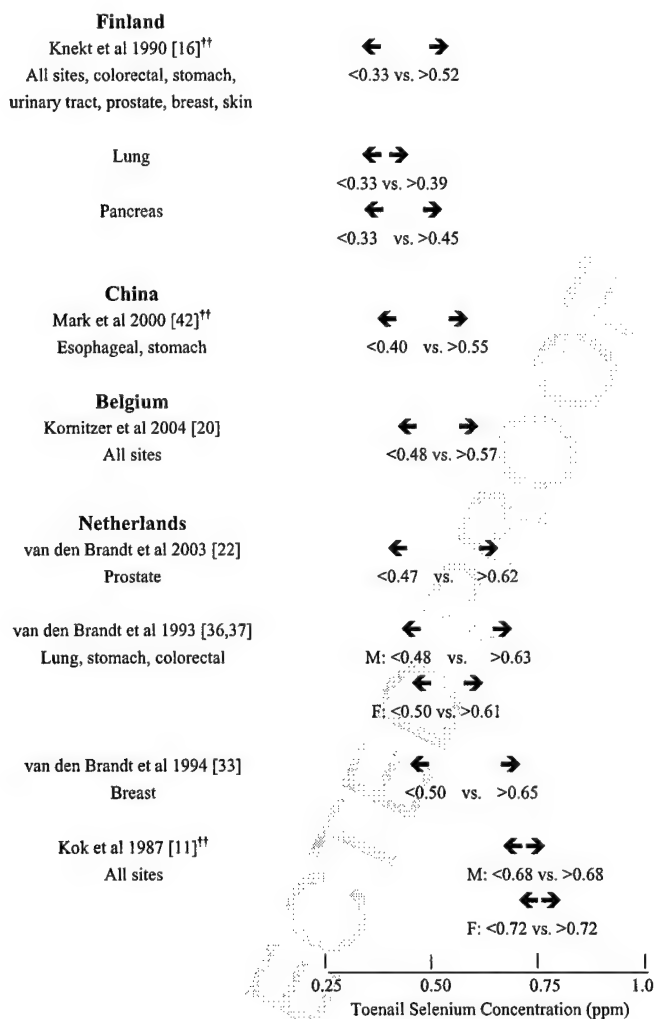 Finland
Knekt et al 1990 [16]††
All sites, colorectal, stomach,
urinary tract, prostate, breast, skin
<0.33 vs. >0.52
Lung
<0.33 vs. >0.39
Pancreas
<0.33 vs. >0.45
China
Mark et al 2000 [42]††
Esophageal, stomach
<0.40 vs. >0.55
Belgium
Kornitzer et al 2004 [20]
All sites
<0.48 vs. >0.57
Netherlands
van den Brandt et al 2003 [22]
Prostate
<0.47 vs. >0.62
van den Brandt et al 1993 [36,37]
Lung, stomach, colorectal
M: <0.48 vs. >0.63
F: <0.50 vs. >0.61
van den Brandt et al 1994 [33]
Breast
<0.50 vs. >0.65
Kok et al 1987 [11]††
All sites
M: <0.68 vs. >0.68
F: <0.72 vs. >0.72
0.25 0.50 0.75 1.0
Toenail Selenium Concentration (ppm)